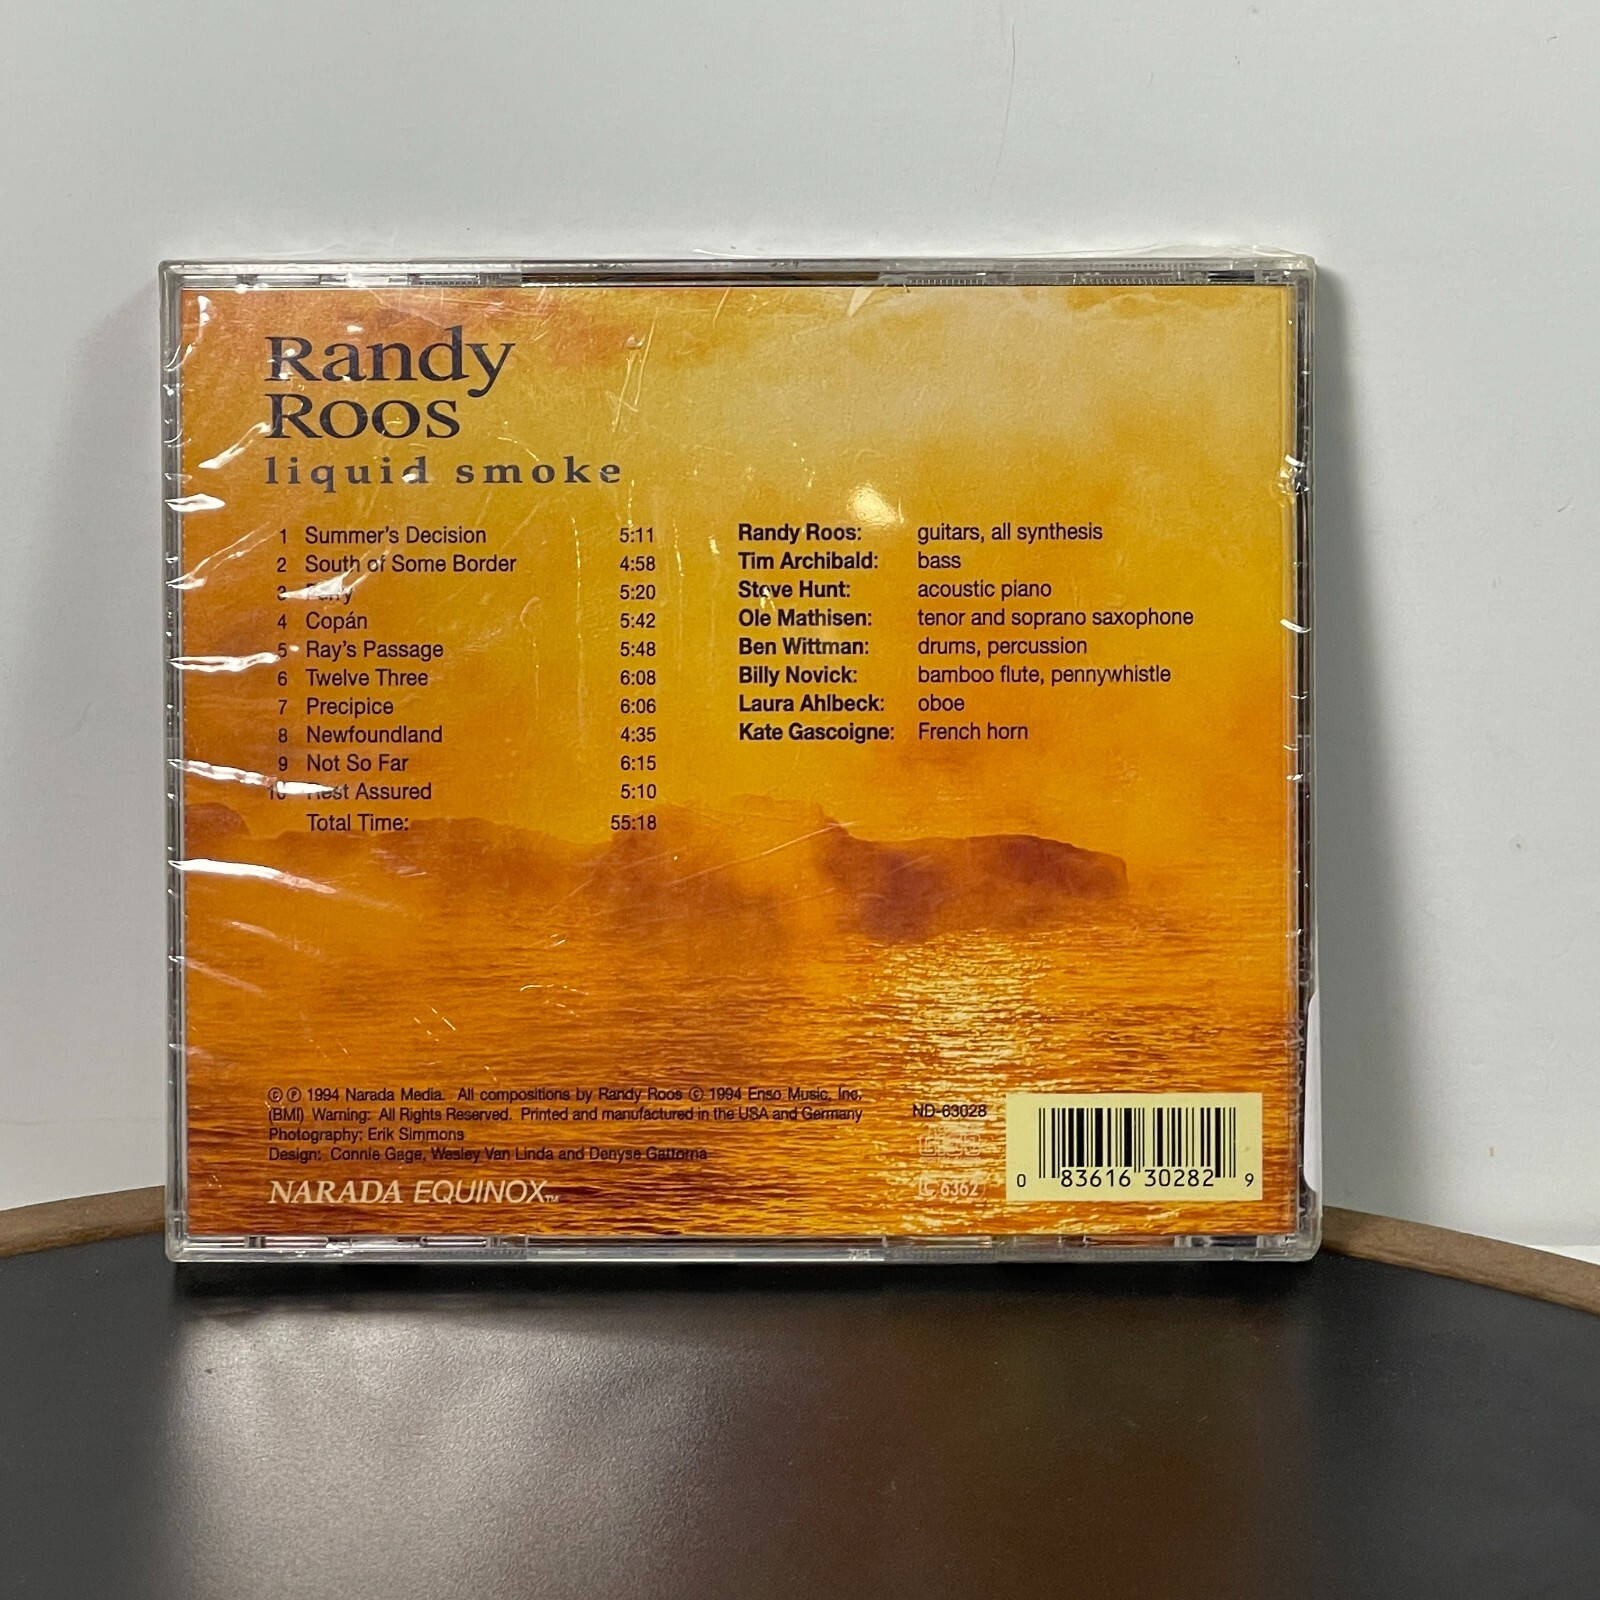 Randy
Roos
liquid smoke
1 Summer's Decision 5:11
2 South of Some Border 4:58
3 5:20
4 Copán 5:42
5 Ray's Passage 5:48
6 Twelve Three 6:08
7 Precipice 6:06
8 Newfoundland 4:35
9 Not So Far 6:15
10 Rest Assured 5:10
Total Time: 55:18
Randy Roos: guitars, all synthesis
Tim Archibald: bass
Steve Hunt: acoustic piano
Ole Mathisen: tenor and soprano saxophone
Ben Wittman: drums, percussion
Billy Novick: bamboo flute, pennywhistle
Laura Ahlbeck: oboe
Kate Gascoigne: French horn
© ℗ 1994 Narada Media. All compositions by Randy Roos © 1994 Enso Music, Inc.
(BMI) Warning: All Rights Reserved. Printed and manufactured in the USA and Germany
Photography: Erik Simmons
Design: Connie Gage, Wesley Van Linda and Denyse Gattorna
NARADA EQUINOX™
ND-63028
LC 6362
0 83616 30282 9